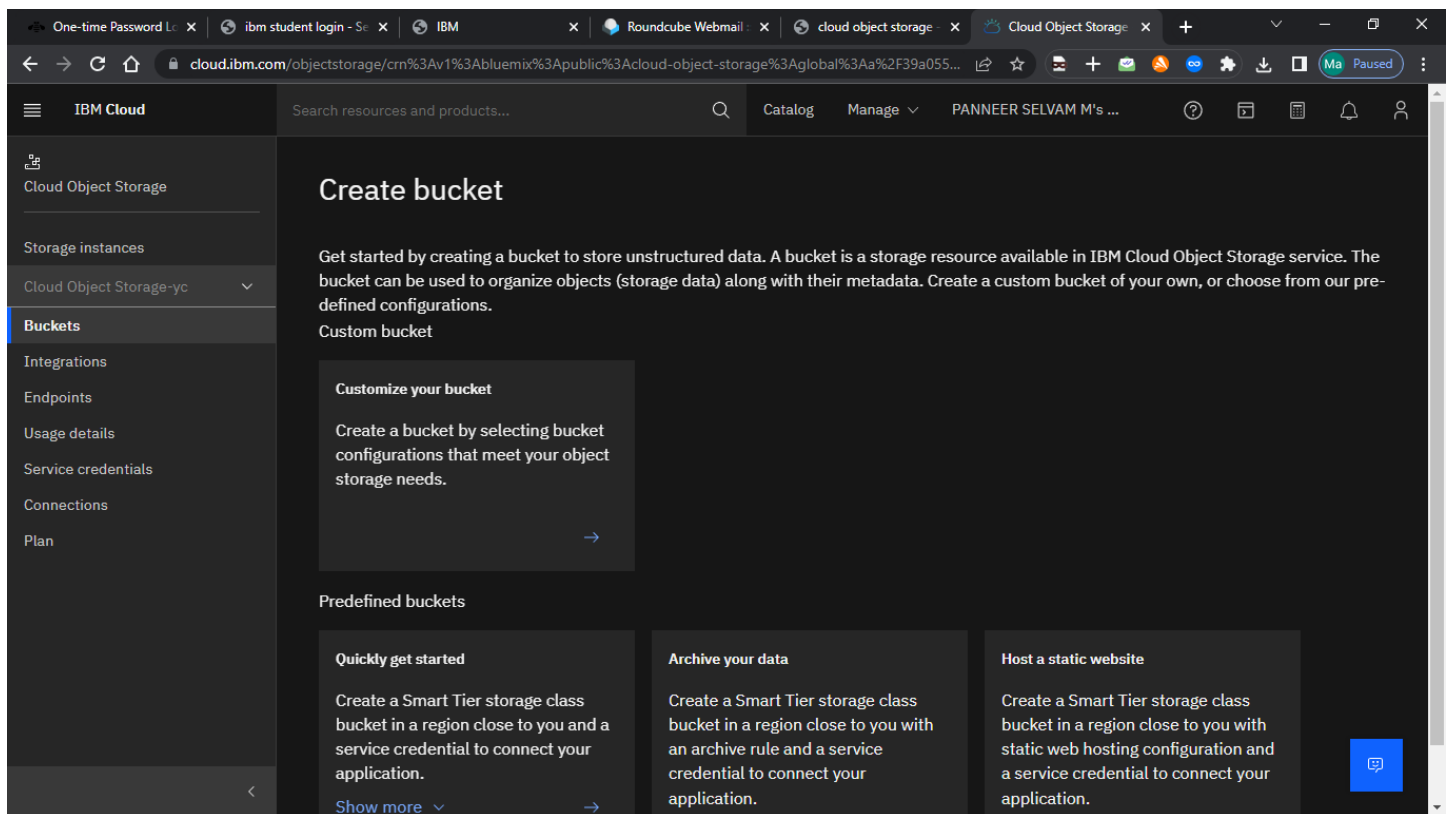 One-time Password Lo
ibm student login - Se
IBM
Roundcube Webmail :
cloud object storage -
Cloud Object Storage
cloud.ibm.com/objectstorage/crn%3Av1%3Abluemix%3Apublic%3Acloud-object-storage%3Aglobal%3Aa%2F39a055...
Ma Paused
IBM Cloud
Search resources and products...
Catalog
Manage
PANNEER SELVAM M's ...
Cloud Object Storage
Storage instances
Cloud Object Storage-yc
Buckets
Integrations
Endpoints
Usage details
Service credentials
Connections
Plan
Create bucket
Get started by creating a bucket to store unstructured data. A bucket is a storage resource available in IBM Cloud Object Storage service. The
bucket can be used to organize objects (storage data) along with their metadata. Create a custom bucket of your own, or choose from our pre-
defined configurations.
Custom bucket
Customize your bucket
Create a bucket by selecting bucket
configurations that meet your object
storage needs.
Predefined buckets
Quickly get started
Create a Smart Tier storage class
bucket in a region close to you and a
service credential to connect your
application.
Show more
Archive your data
Create a Smart Tier storage class
bucket in a region close to you with
an archive rule and a service
credential to connect your
application.
Host a static website
Create a Smart Tier storage class
bucket in a region close to you with
static web hosting configuration and
a service credential to connect your
application.